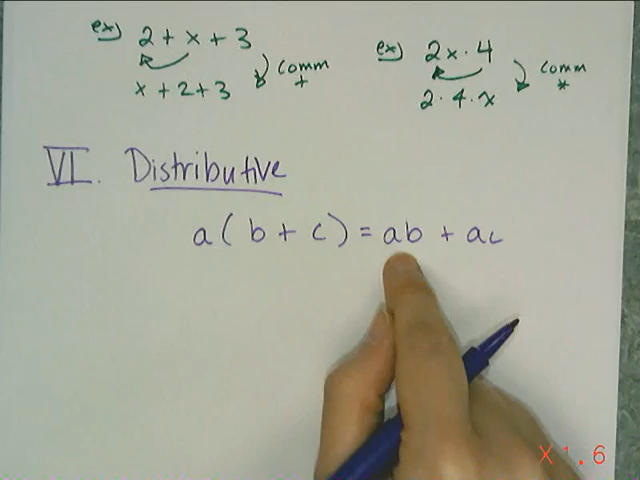 ex) 2 + x + 3
x + 2 + 3
comm
+
ex) 2x · 4
2 · 4 · x
comm
*
VI. Distributive
a ( b + c ) = ab + ac
X 1.6